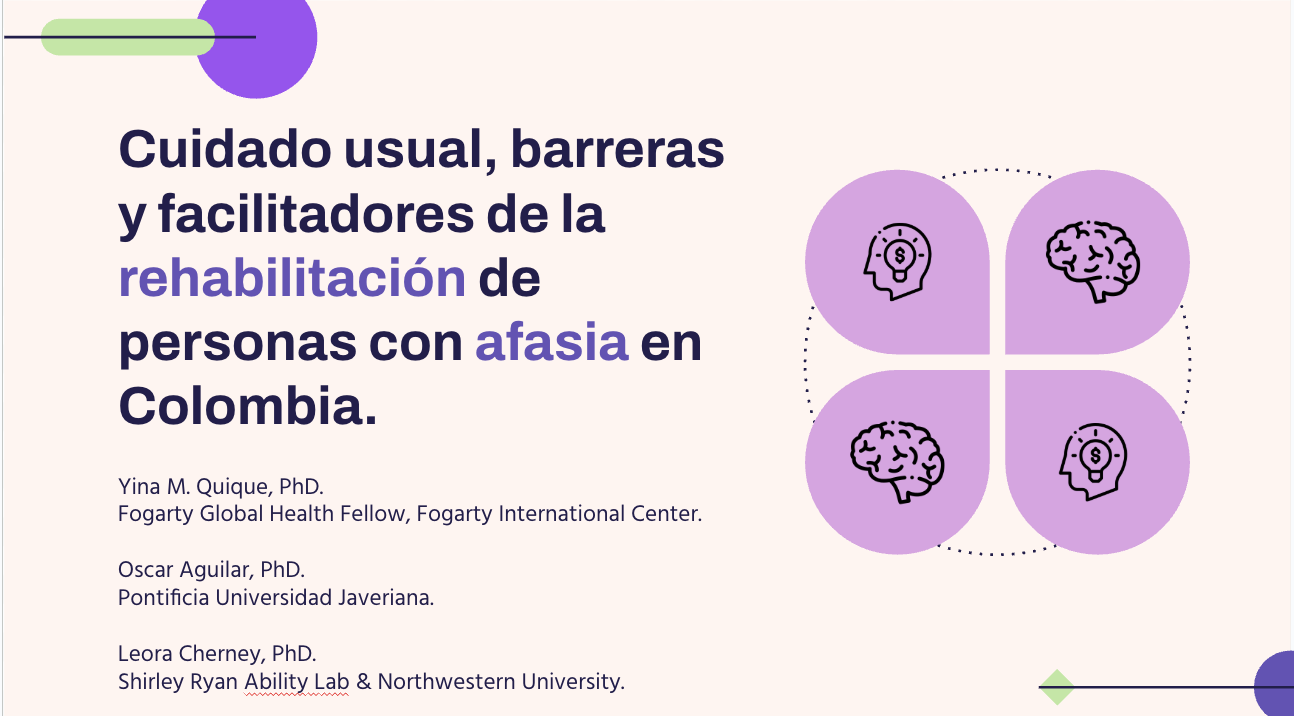 Cuidado usual, barreras
y facilitadores de la
rehabilitación de
personas con afasia en
Colombia.
Yina M. Quique, PhD.
Fogarty Global Health Fellow, Fogarty International Center.
Oscar Aguilar, PhD.
Pontificia Universidad Javeriana.
Leora Cherney, PhD.
Shirley Ryan Ability Lab & Northwestern University.
$
$